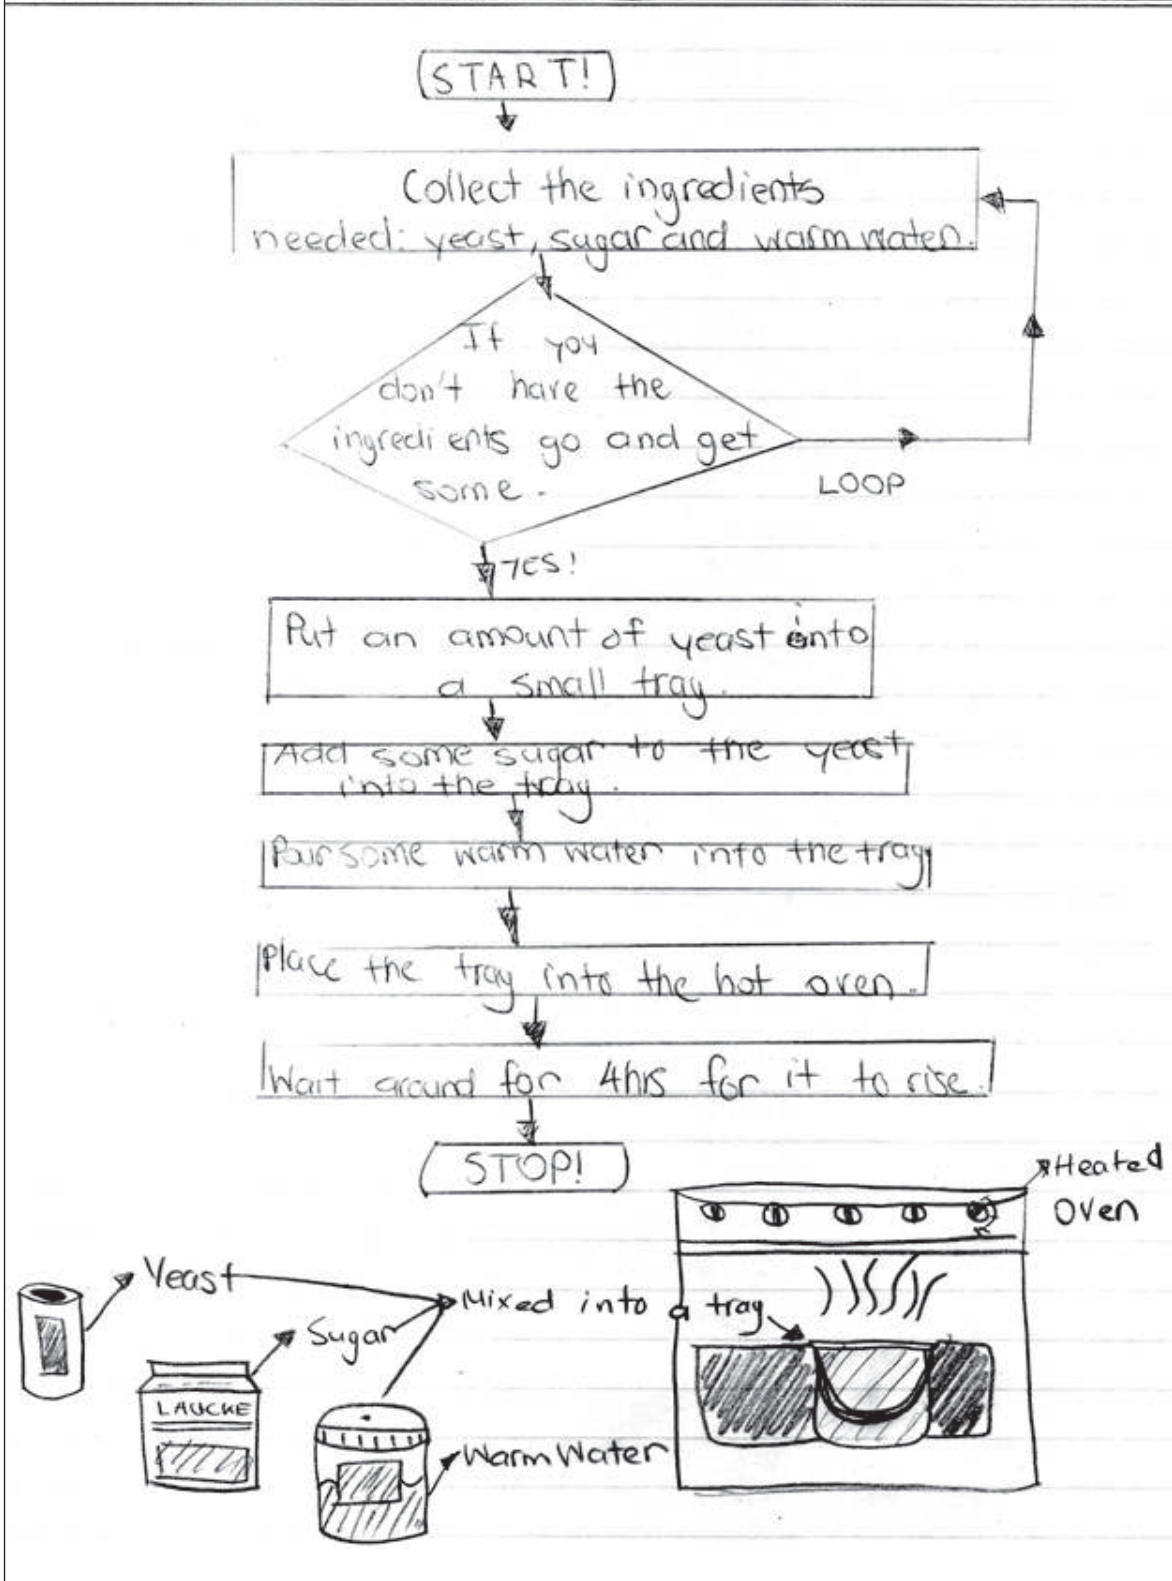 START!
Collect the ingredients
needed: yeast, sugar and warm water.
If you
don't have the
ingredients go and get
some.
LOOP
YES!
Put an amount of yeast into
a small tray.
Add some sugar to the yeast
into the tray.
Pour some warm water into the tray
Place the tray into the hot oven.
Wait around for 4hrs for it to rise.
STOP!
Heated
Oven
Yeast
Mixed into a tray
Sugar
LAUCKE
Warm Water